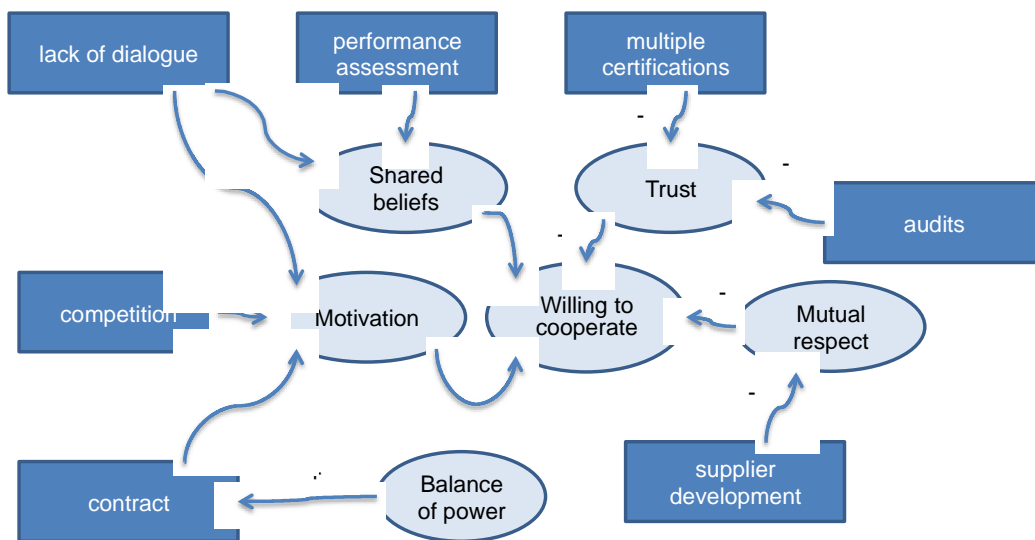 lack of dialogue
performance
assessment
multiple
certifications
-
-
Shared
beliefs
Trust
audits
-
competition
Motivation
Willing to
cooperate
-
Mutual
respect
-
contract
Balance
of power
supplier
development